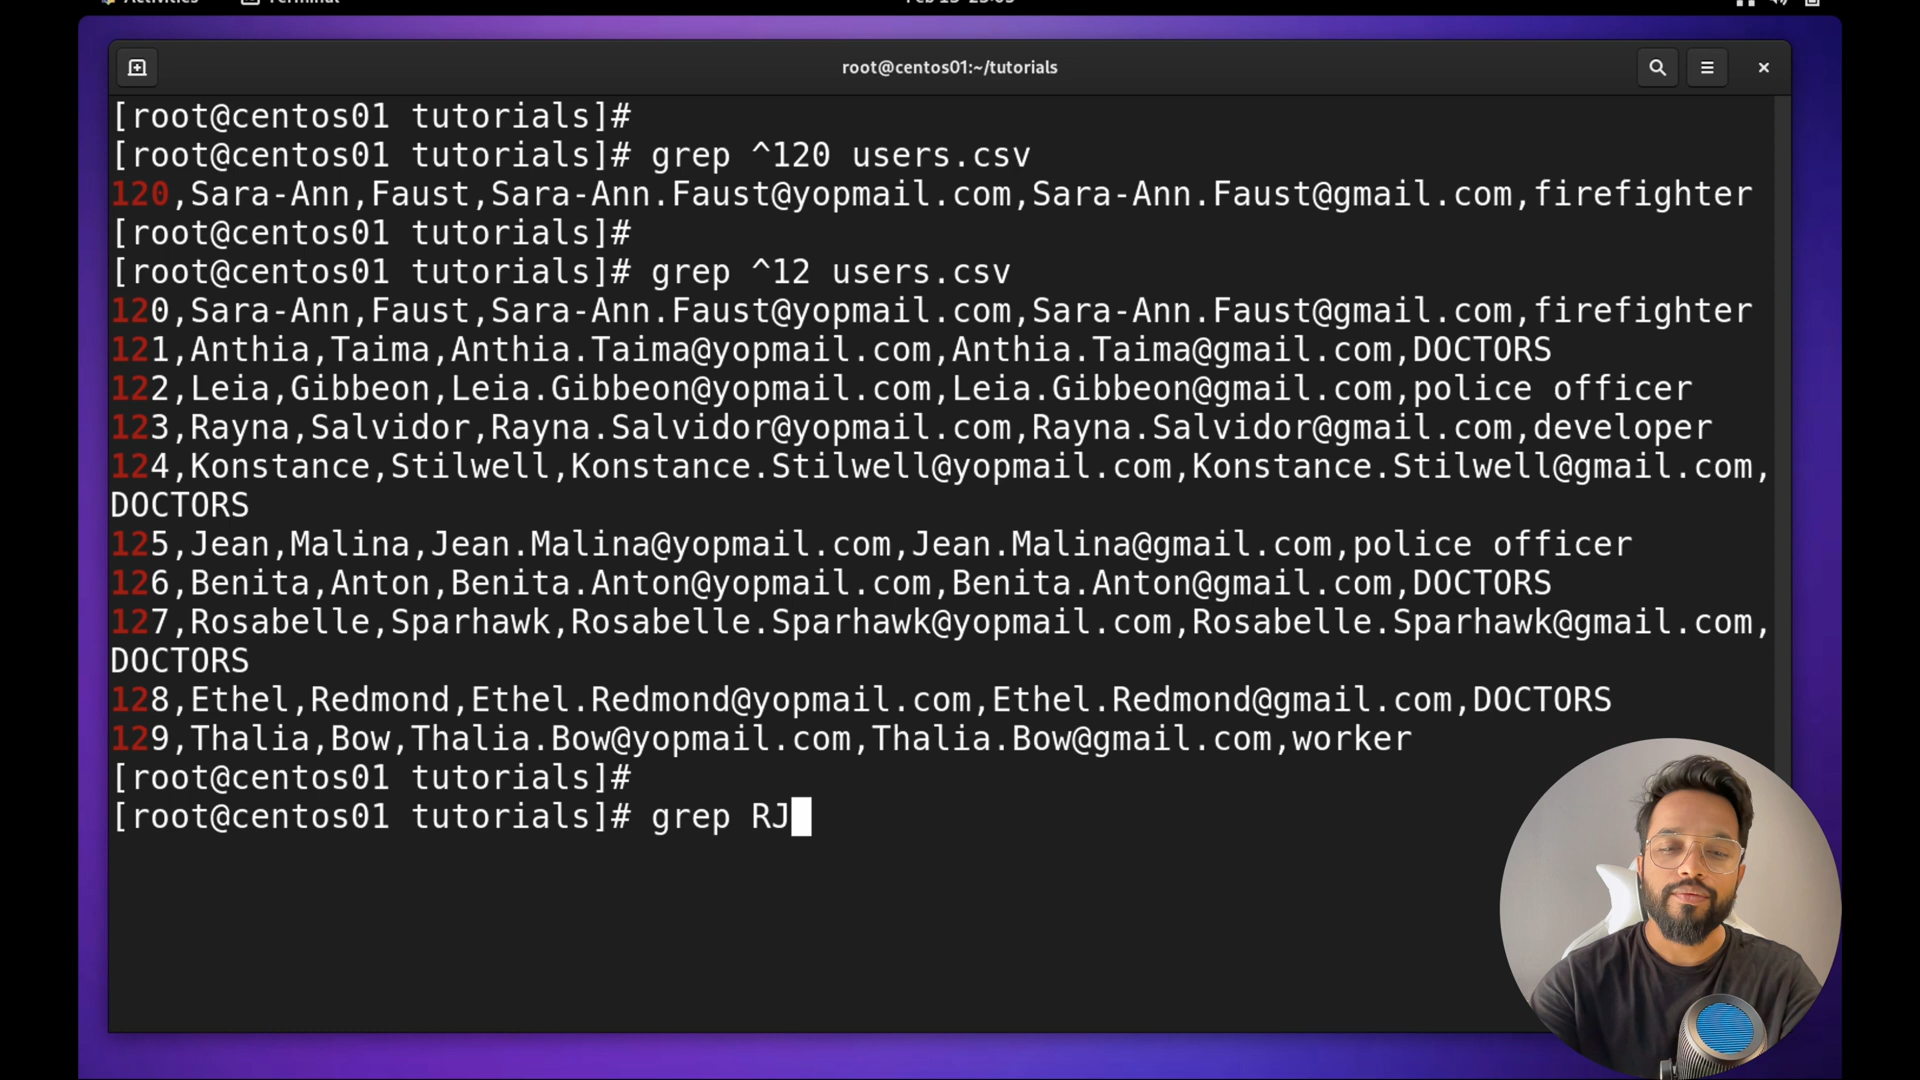 Activities Terminal Feb 15 23:05
root@centos01:~/tutorials
[root@centos01 tutorials]#
[root@centos01 tutorials]# grep ^120 users.csv
120,Sara-Ann,Faust,Sara-Ann.Faust@yopmail.com,Sara-Ann.Faust@gmail.com,firefighter
[root@centos01 tutorials]#
[root@centos01 tutorials]# grep ^12 users.csv
120,Sara-Ann,Faust,Sara-Ann.Faust@yopmail.com,Sara-Ann.Faust@gmail.com,firefighter
121,Anthia,Taima,Anthia.Taima@yopmail.com,Anthia.Taima@gmail.com,DOCTORS
122,Leia,Gibbeon,Leia.Gibbeon@yopmail.com,Leia.Gibbeon@gmail.com,police officer
123,Rayna,Salvidor,Rayna.Salvidor@yopmail.com,Rayna.Salvidor@gmail.com,developer
124,Konstance,Stilwell,Konstance.Stilwell@yopmail.com,Konstance.Stilwell@gmail.com,
DOCTORS
125,Jean,Malina,Jean.Malina@yopmail.com,Jean.Malina@gmail.com,police officer
126,Benita,Anton,Benita.Anton@yopmail.com,Benita.Anton@gmail.com,DOCTORS
127,Rosabelle,Sparhawk,Rosabelle.Sparhawk@yopmail.com,Rosabelle.Sparhawk@gmail.com,
DOCTORS
128,Ethel,Redmond,Ethel.Redmond@yopmail.com,Ethel.Redmond@gmail.com,DOCTORS
129,Thalia,Bow,Thalia.Bow@yopmail.com,Thalia.Bow@gmail.com,worker
[root@centos01 tutorials]#
[root@centos01 tutorials]# grep RJ